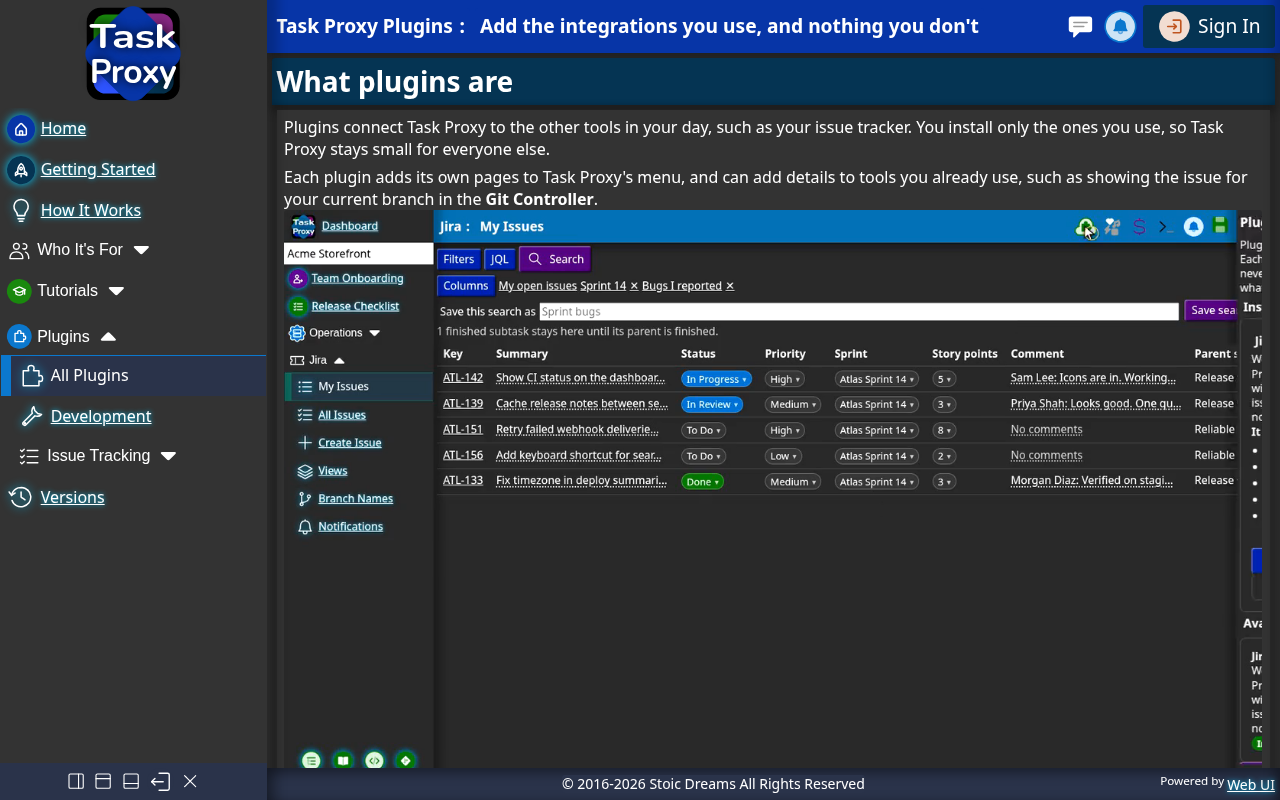 Task Proxy
Home
Getting Started
How It Works
Who It's For
Tutorials
Plugins
All Plugins
Development
Issue Tracking
Versions
Task Proxy Plugins : Add the integrations you use, and nothing you don't
Sign In
What plugins are
Plugins connect Task Proxy to the other tools in your day, such as your issue tracker. You install only the ones you use, so Task
Proxy stays small for everyone else.
Each plugin adds its own pages to Task Proxy's menu, and can add details to tools you already use, such as showing the issue for
your current branch in the Git Controller.
Task Proxy
Dashboard
Acme Storefront
Team Onboarding
Release Checklist
Operations
Jira
My Issues
All Issues
Create Issue
Views
Branch Names
Notifications
Jira : My Issues
Filters JQL Search
Columns My open issues Sprint 14 × Bugs I reported ×
Save this search as Sprint bugs Save sear
1 finished subtask stays here until its parent is finished.
Key Summary Status Priority Sprint Story points Comment Parent s
ATL-142 Show CI status on the dashboar... In Progress High Atlas Sprint 14 5 Sam Lee: Icons are in. Working... Release
ATL-139 Cache release notes between se... In Review Medium Atlas Sprint 14 3 Priya Shah: Looks good. One qu... Release
ATL-151 Retry failed webhook deliverie... To Do High Atlas Sprint 14 8 No comments Reliable
ATL-156 Add keyboard shortcut for sear... To Do Low Atlas Sprint 14 2 No comments Reliable
ATL-133 Fix timezone in deploy summari... Done Medium Atlas Sprint 14 3 Morgan Diaz: Verified on stagi... Release
© 2016-2026 Stoic Dreams All Rights Reserved
Powered by Web UI